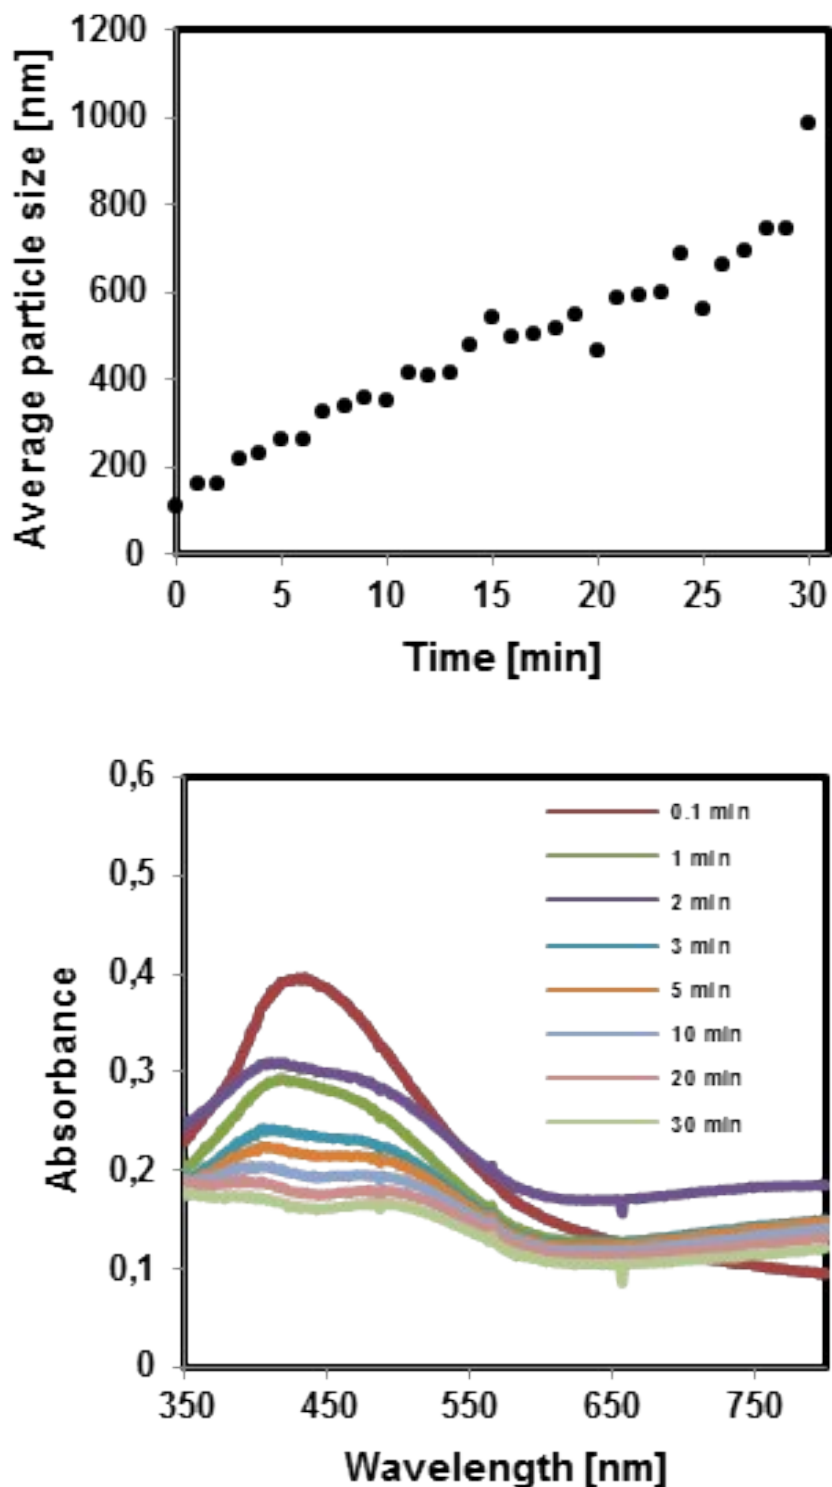 1200
1000
800
600
400
200
0
Average particle size [nm]
0 5 10 15 20 25 30
Time [min]
0,6
0,5
0,4
0,3
0,2
0,1
0
Absorbance
0.1 min
1 min
2 min
3 min
5 min
10 min
20 min
30 min
350 450 550 650 750
Wavelength [nm]